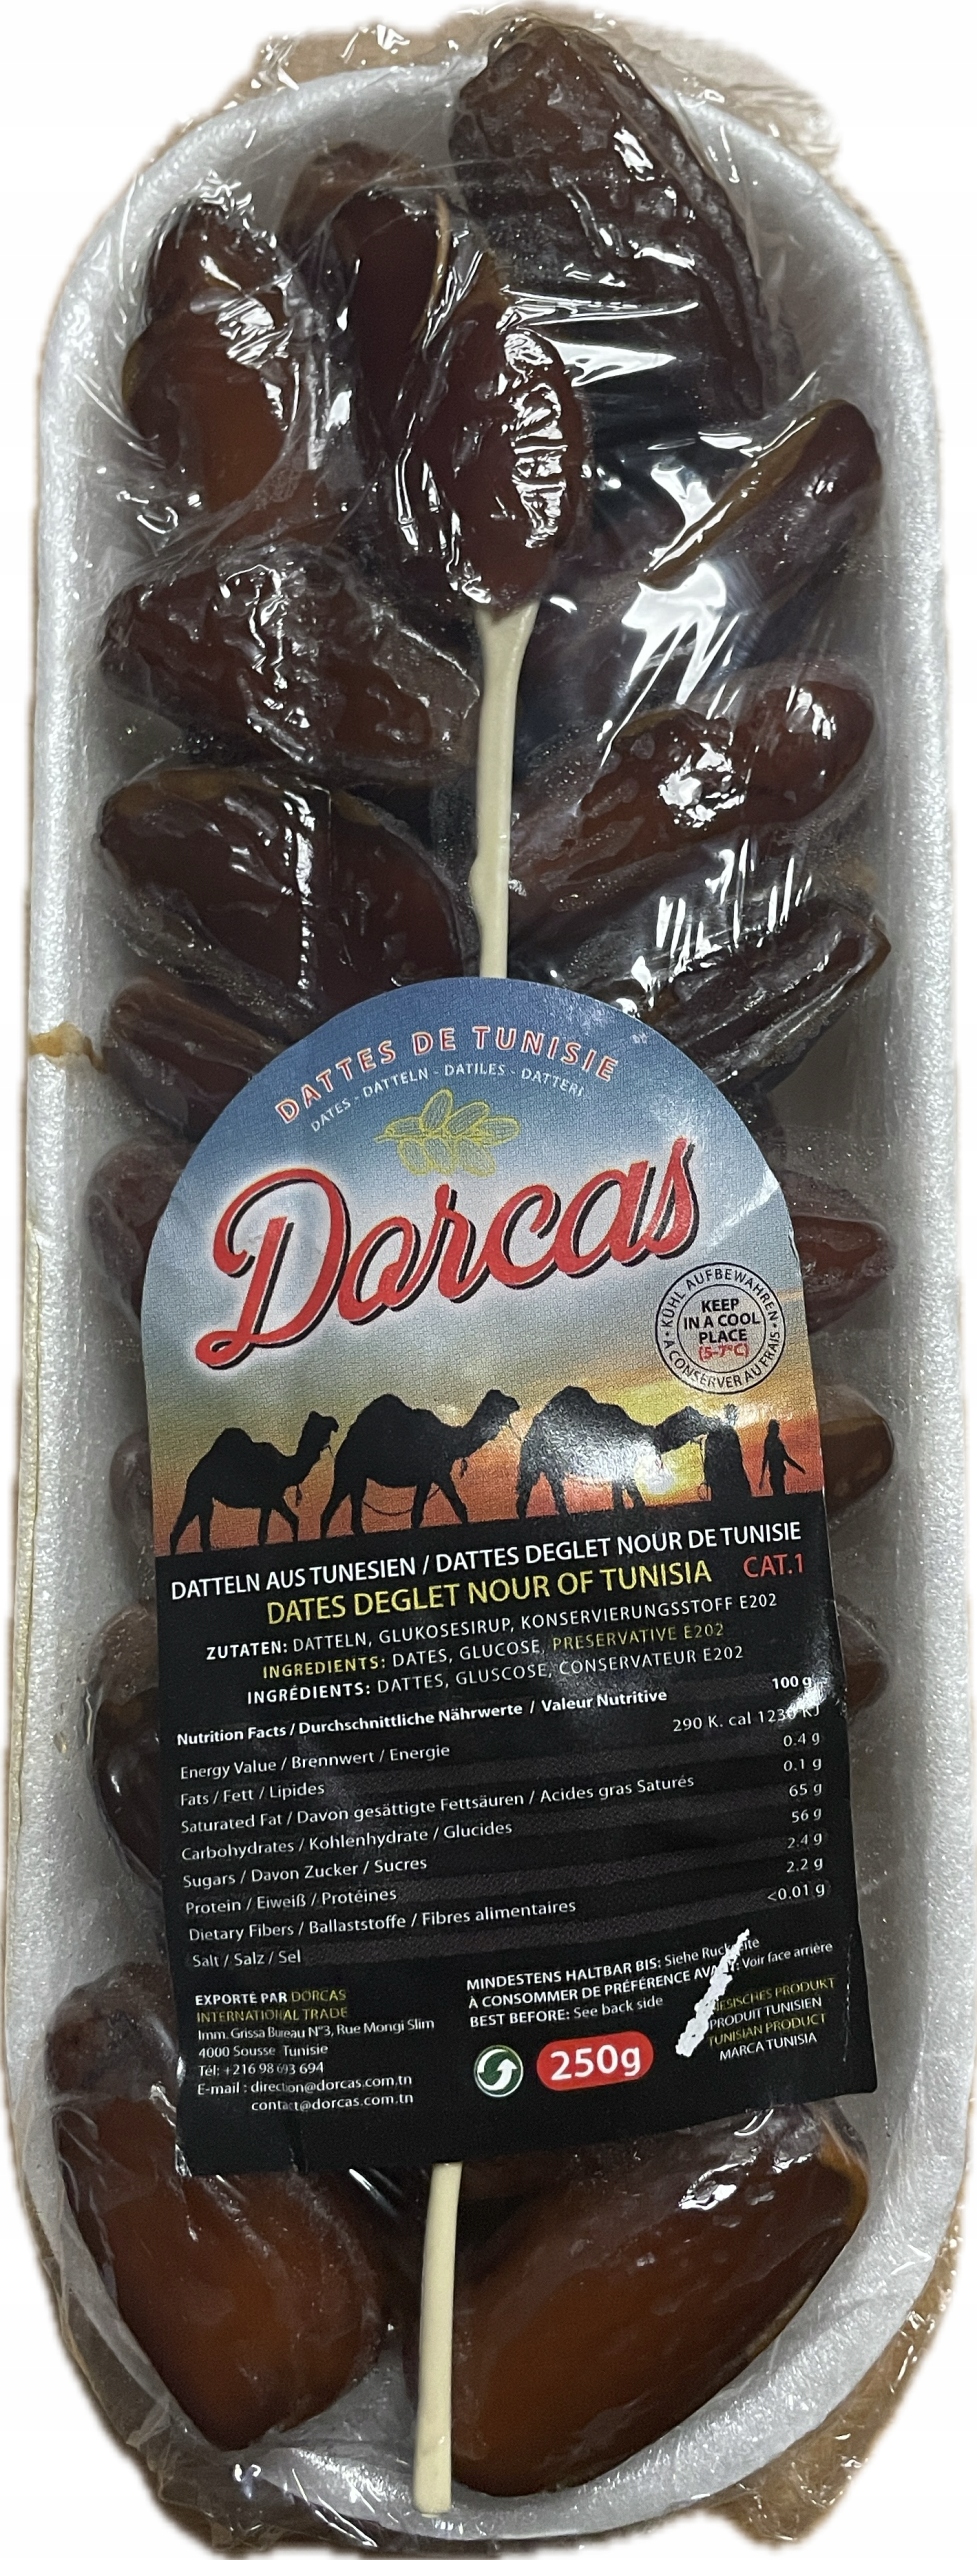 DATTES DE TUNISIE
DATES - DATTELN - DATILES - DATTERI
Dorcas
KÜHL AUFBEWAHREN
KEEP
IN A COOL
PLACE
(5-7°C)
A CONSERVER AU FRAIS
DATTELN AUS TUNESIEN / DATTES DEGLET NOUR DE TUNISIE
DATES DEGLET NOUR OF TUNISIA CAT.1
ZUTATEN: DATTELN, GLUKOSESIRUP, KONSERVIERUNGSSTOFF E202
INGREDIENTS: DATES, GLUCOSE, PRESERVATIVE E202
INGRÉDIENTS: DATTES, GLUSCOSE, CONSERVATEUR E202
Nutrition Facts / Durchschnittliche Nährwerte / Valeur Nutritive 100 g
Energy Value / Brennwert / Energie 290 K. cal KJ
Fats / Fett / Lipides 0.4 g
Saturated Fat / Davon gesättigte Fettsäuren / Acides gras Saturés 0.1 g
Carbohydrates / Kohlenhydrate / Glucides 65 g
Sugars / Davon Zucker / Sucres 56 g
Protein / Eiweiß / Protéines 2.4 g
Dietary Fibers / Ballaststoffe / Fibres alimentaires 2.2 g
Salt / Salz / Sel <0.01 g
EXPORTÉ PAR DORCAS
INTERNATIONAL TRADE
Imm. Grissa Bureau N°3, Rue Mongi Slim
4000 Sousse Tunisie
Tél: +216 98 693 694
E-mail : direction@dorcas.com.tn
contact@dorcas.com.tn
MINDESTENS HALTBAR BIS: Siehe
À CONSOMMER DE PRÉFÉRENCE Voir face arrière
BEST BEFORE: See back side
250g
PRODUKT
PRODUIT TUNISIEN
TUNISIAN PRODUCT
MARCA TUNISIA